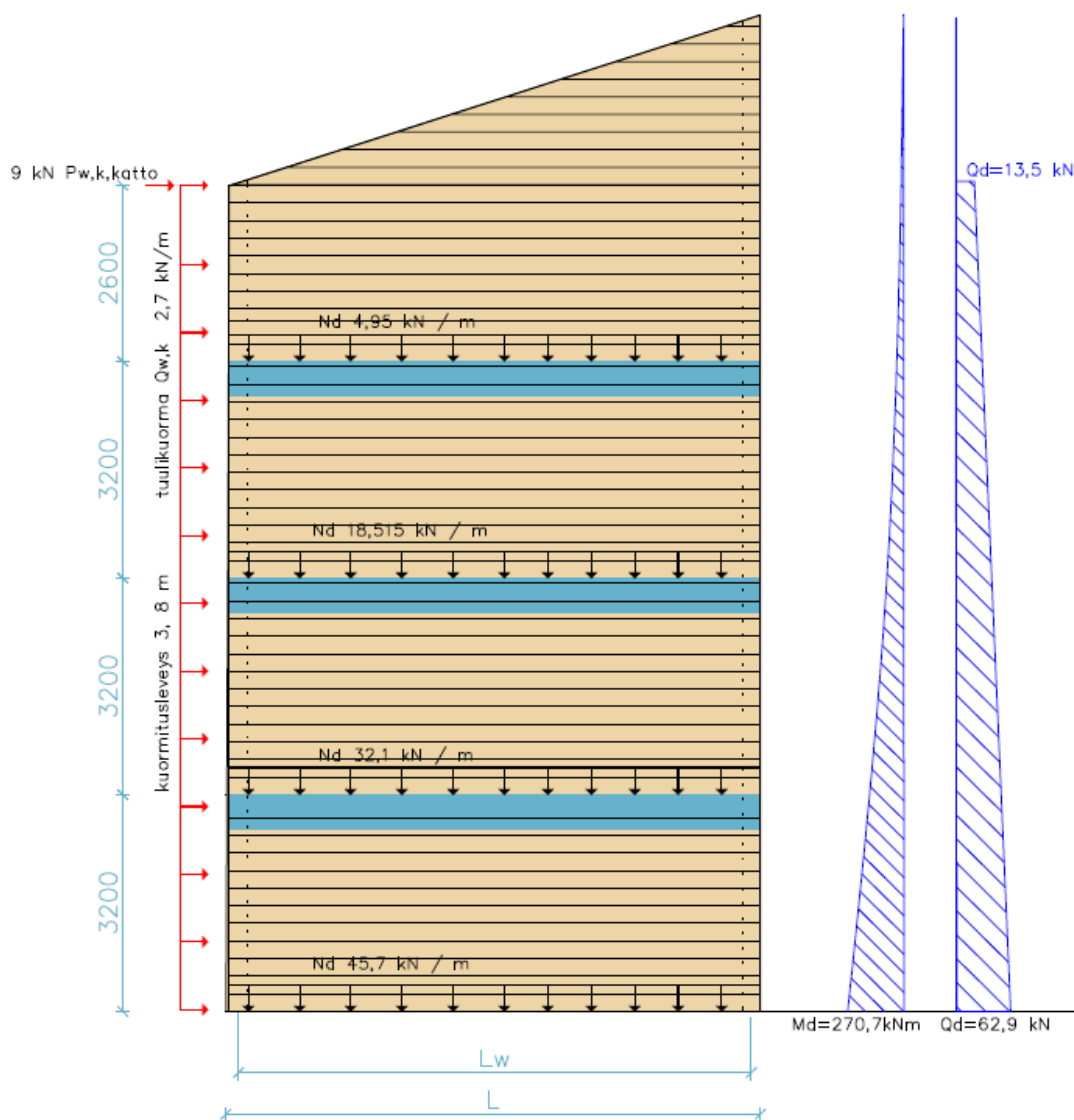 9 kN Pw,k,katto
Qd=13,5 kN
2600
tuulikuorma Qw,k 2,7 kN/m
Nd 4,95 kN / m
3200
Nd 18,515 kN / m
kuormitusleveys 3, 8 m
3200
Nd 32,1 kN / m
3200
Nd 45,7 kN / m
Md=270,7kNm
Qd=62,9 kN
Lw
L